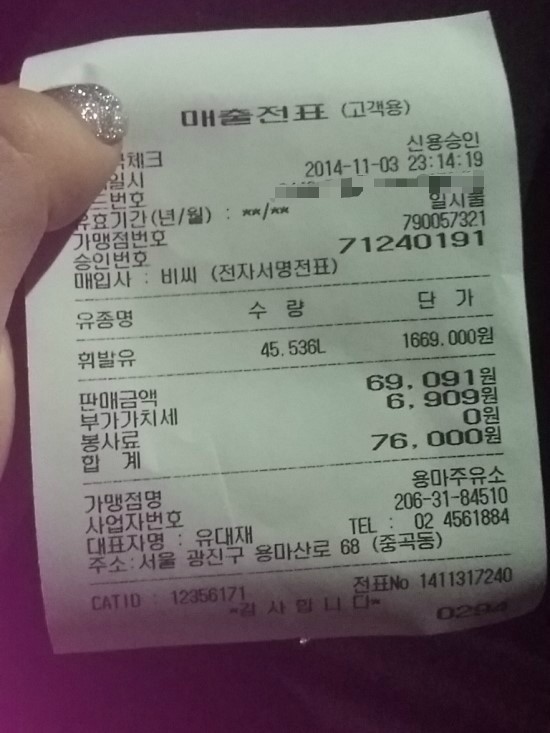 매출전표 (고객용)
체크 신용승인
일시 2014-11-03 23:14:19
번호
유효기간(년/월) : **/** 일시불
가맹점번호 790057321
승인번호 71240191
매입사 : 비씨 (전자서명전표)
유종명 수 량 단 가
휘발유 45.536L 1669.000원
판매금액 69,091원
부가가치세 6,909원
봉사료 0원
합 계 76,000원
가맹점명 용마주유소
사업자번호 206-31-84510
대표자명 : 유대재 TEL : 02 4561884
주소:서울 광진구 용마산로 68 (중곡동)
CATID : 12356171 전표No 1411317240
"감 사 합 니 다" 0294